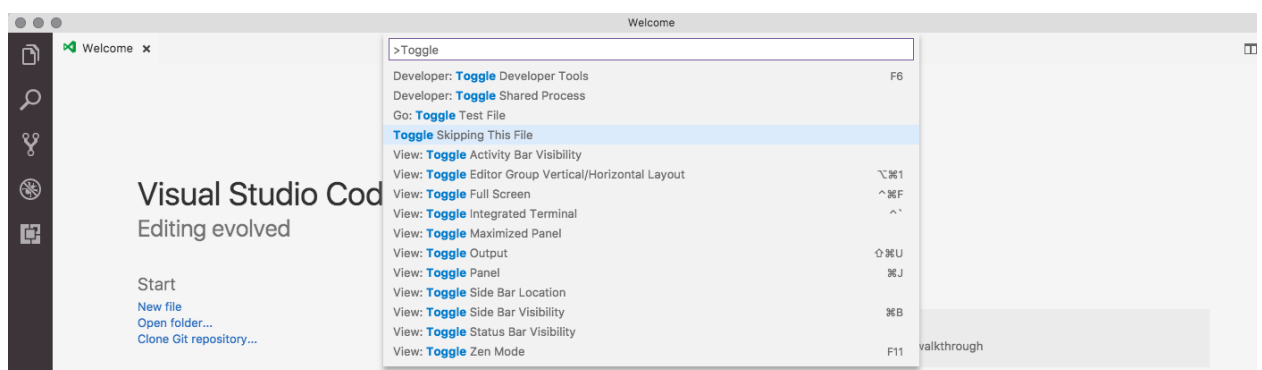 Welcome
Welcome
>Toggle
Developer: Toggle Developer Tools F6
Developer: Toggle Shared Process
Go: Toggle Test File
Toggle Skipping This File
View: Toggle Activity Bar Visibility
View: Toggle Editor Group Vertical/Horizontal Layout ⌥⌘1
View: Toggle Full Screen ^⌘F
View: Toggle Integrated Terminal ^`
View: Toggle Maximized Panel
View: Toggle Output ⇧⌘U
View: Toggle Panel ⌘J
View: Toggle Side Bar Location
View: Toggle Side Bar Visibility ⌘B
View: Toggle Status Bar Visibility
View: Toggle Zen Mode F11
Visual Studio Cod
Editing evolved
Start
New file
Open folder...
Clone Git repository...
walkthrough